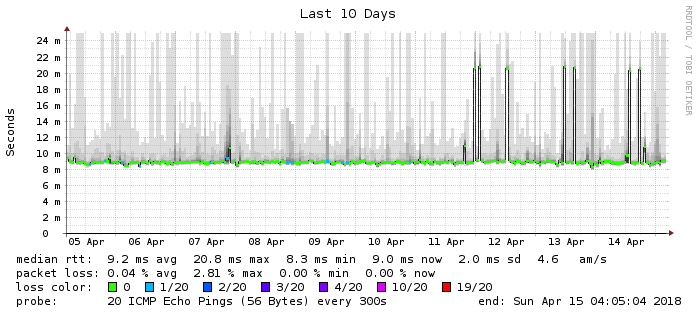 Last 10 Days
RRDTOOL / TOBI OETIKER
Seconds
24 m
22 m
20 m
18 m
16 m
14 m
12 m
10 m
8 m
6 m
4 m
2 m
0
05 Apr 06 Apr 07 Apr 08 Apr 09 Apr 10 Apr 11 Apr 12 Apr 13 Apr 14 Apr
median rtt: 9.2 ms avg 20.8 ms max 8.3 ms min 9.0 ms now 2.0 ms sd 4.6 am/s
packet loss: 0.04 % avg 2.81 % max 0.00 % min 0.00 % now
loss color: 0 1/20 2/20 3/20 4/20 10/20 19/20
probe: 20 ICMP Echo Pings (56 Bytes) every 300s end: Sun Apr 15 04:05:04 2018